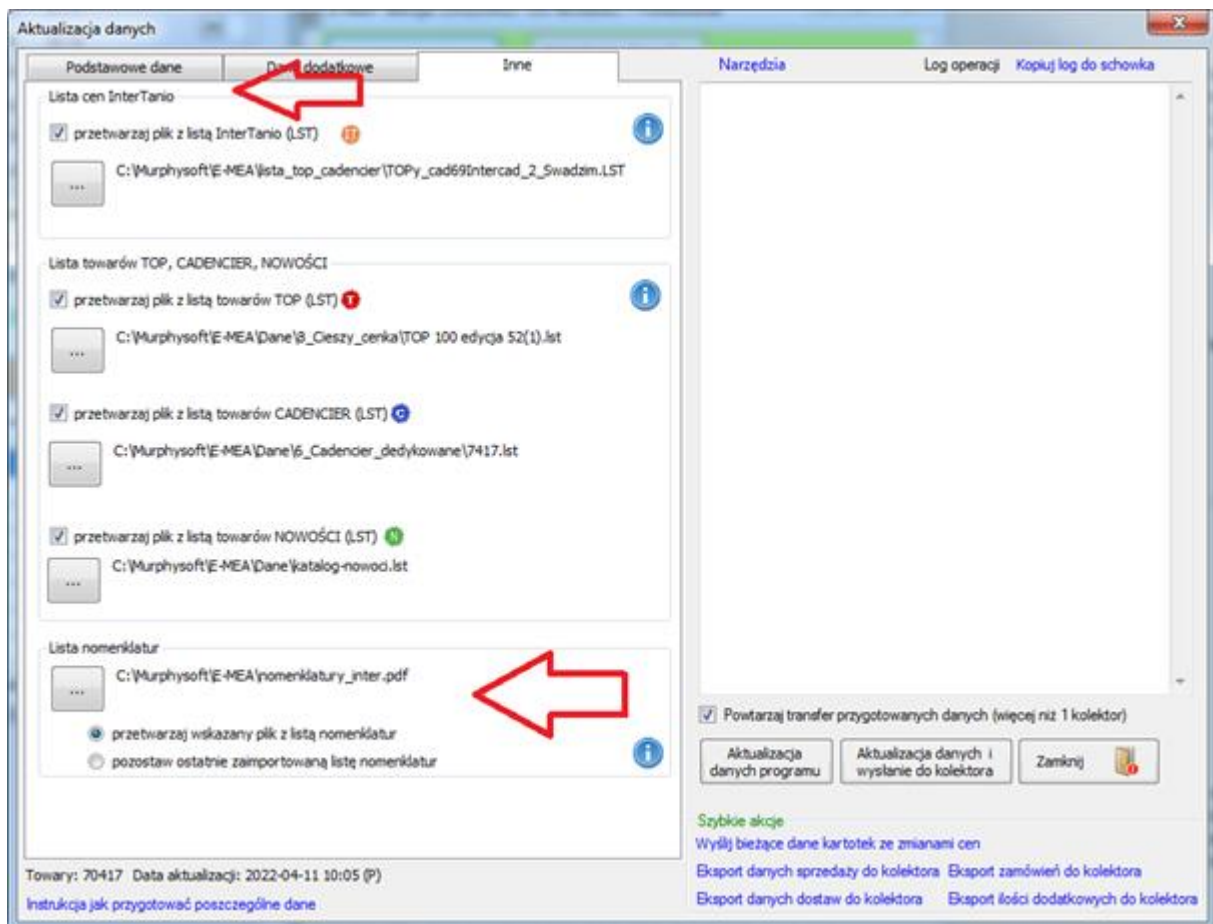 Aktualizacja danych
Podstawowe dane
Dane dodatkowe
Inne
Lista cen InterTanio
przetwarzaj plik z listą InterTanio (LST)
C:\Murphysoft\E-MEA\lista_top_cadencier\TOPy_cad69Intercad_2_Swadzim.LST
...
Lista towarów TOP, CADENCIER, NOWOŚCI
przetwarzaj plik z listą towarów TOP (LST) T
C:\Murphysoft\E-MEA\Dane\8_Cieszy_cenka\TOP 100 edycja 52(1).lst
...
przetwarzaj plik z listą towarów CADENCIER (LST) C
C:\Murphysoft\E-MEA\Dane\6_Cadencier_dedykowane\7417.lst
...
przetwarzaj plik z listą towarów NOWOŚCI (LST) N
C:\Murphysoft\E-MEA\Dane\katalog-nowoci.lst
...
Lista nomenklatur
C:\Murphysoft\E-MEA\nomenklatury_inter.pdf
...
przetwarzaj wskazany plik z listą nomenklatur
pozostaw ostatnie zaimportowaną listę nomenklatur
Towary: 70417 Data aktualizacji: 2022-04-11 10:05 (P)
Instrukcja jak przygotować poszczególne dane
Narzędzia
Log operacji
Kopiuj log do schowka
Powtarzaj transfer przygotowanych danych (więcej niż 1 kolektor)
Aktualizacja
danych programu
Aktualizacja danych i
wysłanie do kolektora
Zamknij
Szybkie akcje
Wyślij bieżące dane kartotek ze zmianami cen
Eksport danych sprzedaży do kolektora Eksport zamówień do kolektora
Eksport danych dostaw do kolektora Eksport ilości dodatkowych do kolektora